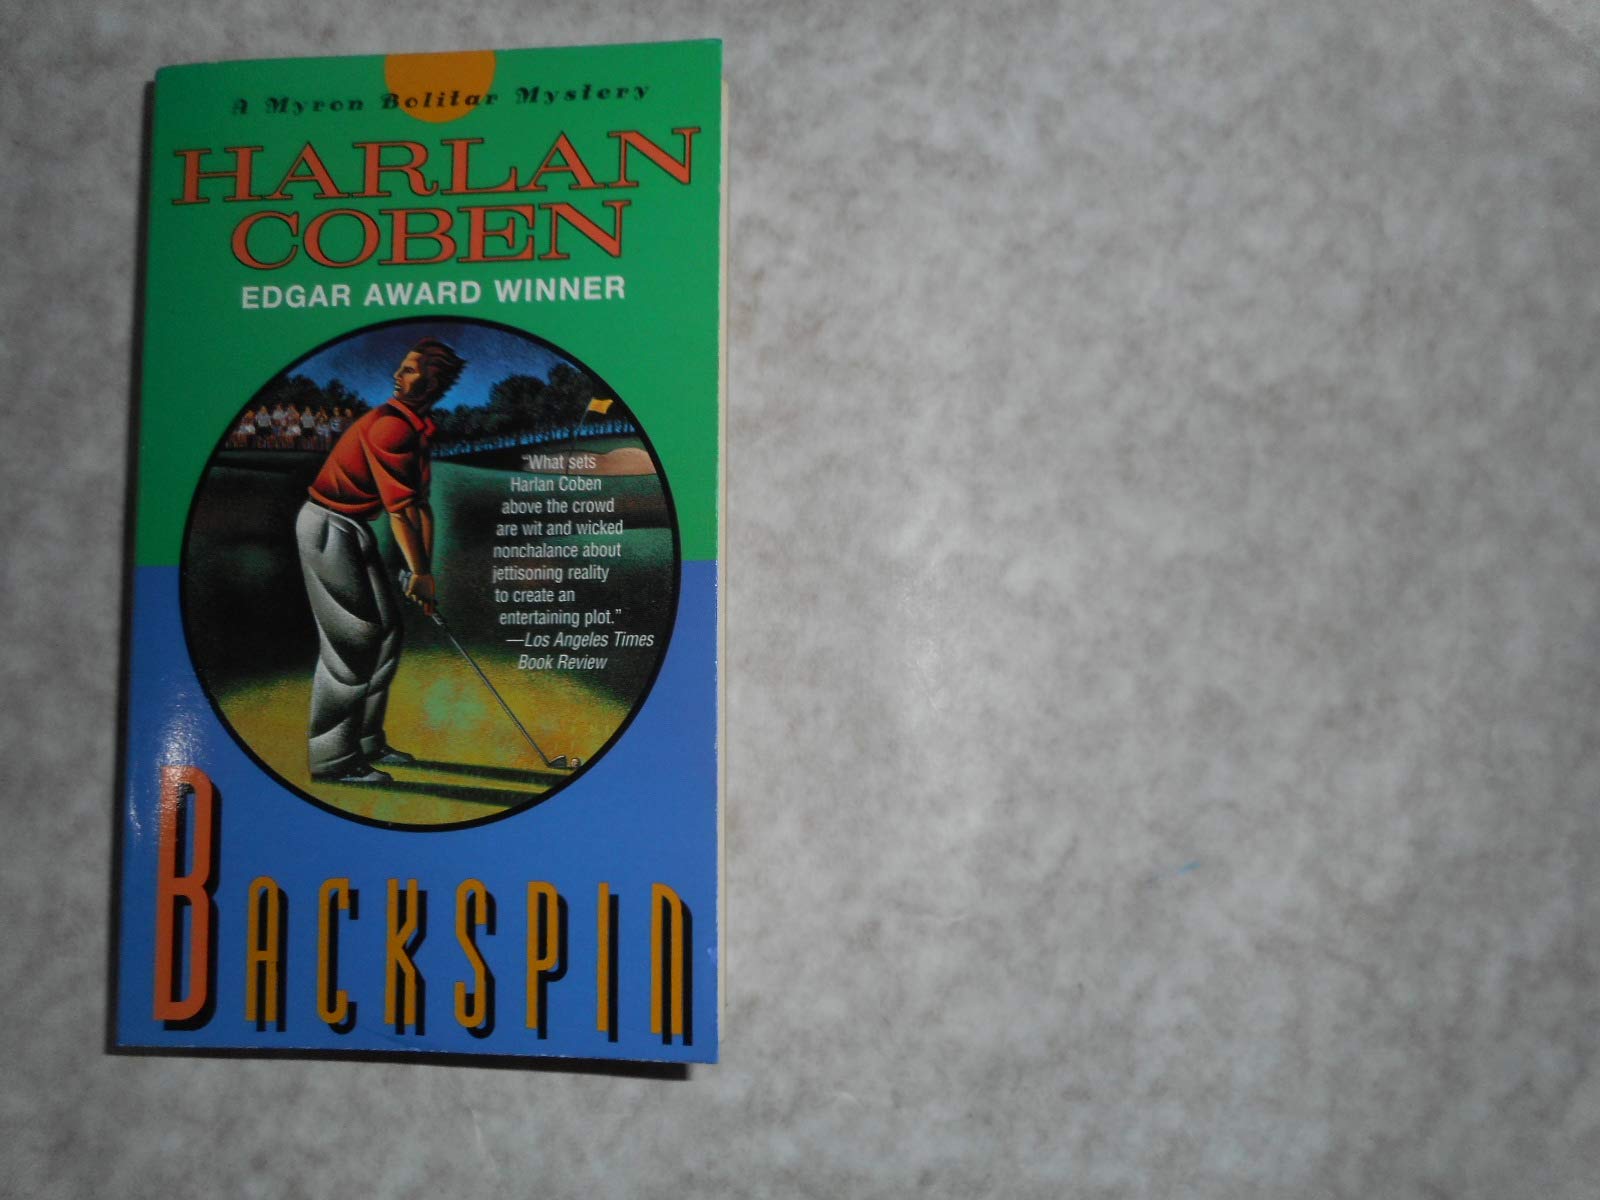 A Myron Bolitar Mystery
HARLAN
COBEN
EDGAR AWARD WINNER
“What sets
Harlan Coben
above the crowd
are wit and wicked
nonchalance about
jettisoning reality
to create an
entertaining plot.”
—Los Angeles Times
Book Review
BACKSPIN